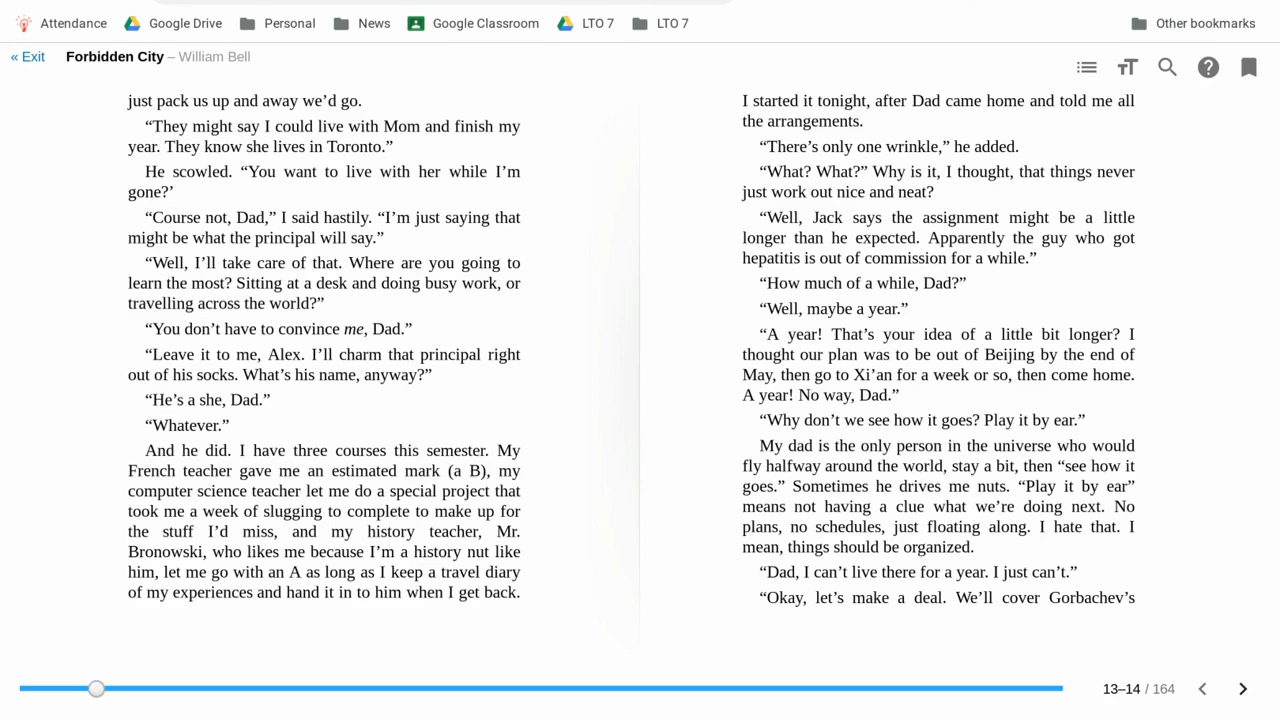 Attendance
Google Drive
Personal
News
Google Classroom
LTO 7
LTO 7
Other bookmarks
« Exit
Forbidden City – William Bell
just pack us up and away we’d go.
“They might say I could live with Mom and finish my
year. They know she lives in Toronto.”
He scowled. “You want to live with her while I’m
gone?’
“Course not, Dad,” I said hastily. “I’m just saying that
might be what the principal will say.”
“Well, I’ll take care of that. Where are you going to
learn the most? Sitting at a desk and doing busy work, or
travelling across the world?”
“You don’t have to convince me, Dad.”
“Leave it to me, Alex. I’ll charm that principal right
out of his socks. What’s his name, anyway?”
“He’s a she, Dad.”
“Whatever.”
And he did. I have three courses this semester. My
French teacher gave me an estimated mark (a B), my
computer science teacher let me do a special project that
took me a week of slugging to complete to make up for
the stuff I’d miss, and my history teacher, Mr.
Bronowski, who likes me because I’m a history nut like
him, let me go with an A as long as I keep a travel diary
of my experiences and hand it in to him when I get back.
I started it tonight, after Dad came home and told me all
the arrangements.
“There’s only one wrinkle,” he added.
“What? What?” Why is it, I thought, that things never
just work out nice and neat?
“Well, Jack says the assignment might be a little
longer than he expected. Apparently the guy who got
hepatitis is out of commission for a while.”
“How much of a while, Dad?”
“Well, maybe a year.”
“A year! That’s your idea of a little bit longer? I
thought our plan was to be out of Beijing by the end of
May, then go to Xi’an for a week or so, then come home.
A year! No way, Dad.”
“Why don’t we see how it goes? Play it by ear.”
My dad is the only person in the universe who would
fly halfway around the world, stay a bit, then “see how it
goes.” Sometimes he drives me nuts. “Play it by ear”
means not having a clue what we’re doing next. No
plans, no schedules, just floating along. I hate that. I
mean, things should be organized.
“Dad, I can’t live there for a year. I just can’t.”
“Okay, let’s make a deal. We’ll cover Gorbachev’s
13–14 / 164